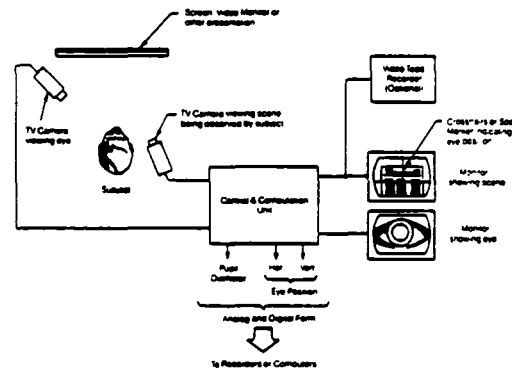 Screen, Video Monitor or
other presentation
TV Camera
viewing eye
TV Camera viewing scene
being observed by subject
Subject
Video Tape
Recorder
(Optional)
Crosshairs or Spot
Marker indicating
eye position
Monitor
showing scene
Control & Computation
Unit
Monitor
showing eye
Pupil
Diameter
Hor
Vert
Eye Position
Analog and Digital Form
To Recorders or Computers